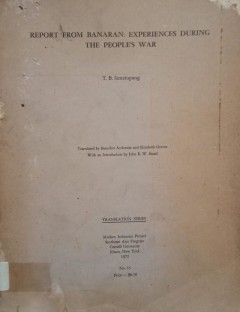 REPORT FROM BANARAN: EXPERIENCES DURING
THE PEOPLE'S WAR
T. B. Simatupang
Translated by Benedict Anderson and Elizabeth Graves
With an Introduction by John R. W. Smail
TRANSLATION SERIES
Modern Indonesia Project
Southeast Asia Program
Cornell University
Ithaca, New York
1972